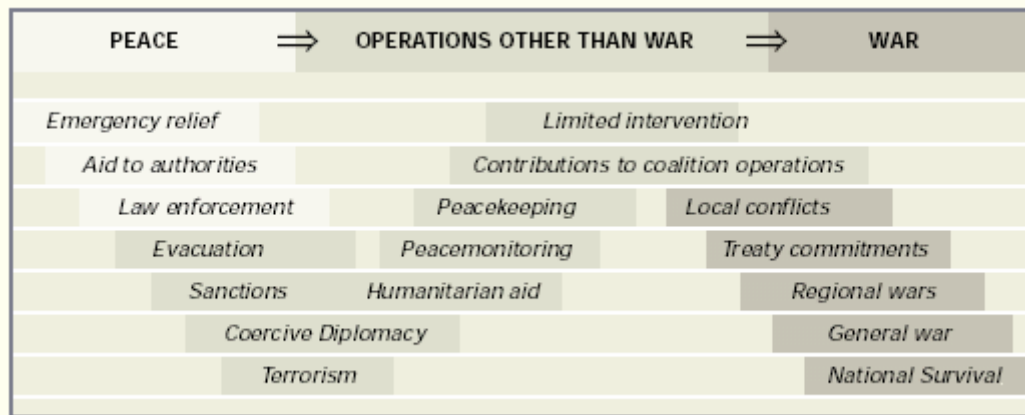 PEACE ⇒ OPERATIONS OTHER THAN WAR ⇒ WAR
Emergency relief Limited intervention
Aid to authorities Contributions to coalition operations
Law enforcement Peacekeeping Local conflicts
Evacuation Peacemonitoring Treaty commitments
Sanctions Humanitarian aid Regional wars
Coercive Diplomacy General war
Terrorism National Survival